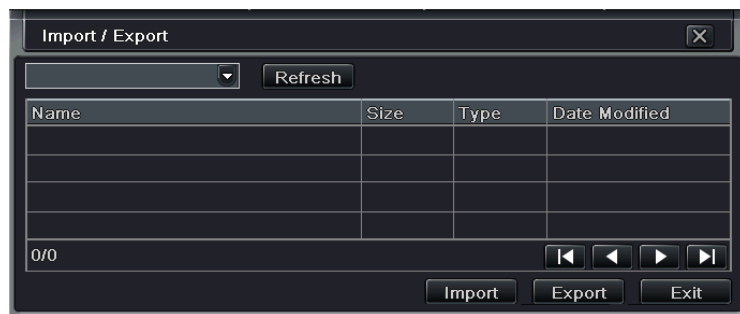 Import / Export
Refresh
Name Size Type Date Modified
0/0
Import Export Exit